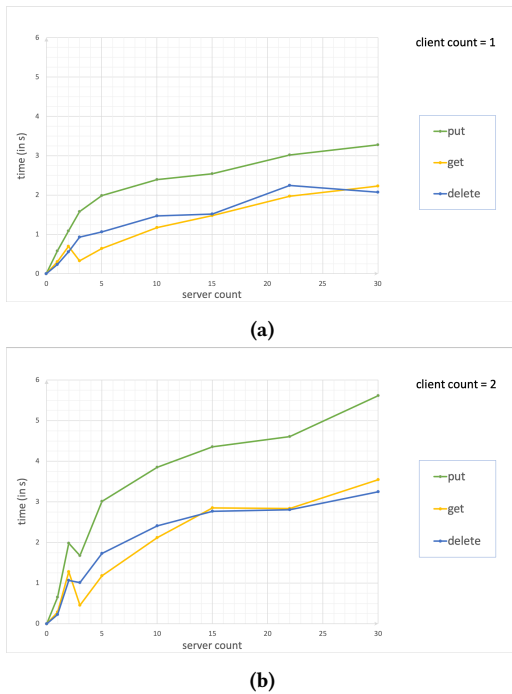 client count = 1
6
5
4
3
2
1
0
time (in s)
0 5 10 15 20 25 30
server count
put
get
delete
(a)
client count = 2
6
5
4
3
2
1
0
time (in s)
0 5 10 15 20 25 30
server count
put
get
delete
(b)